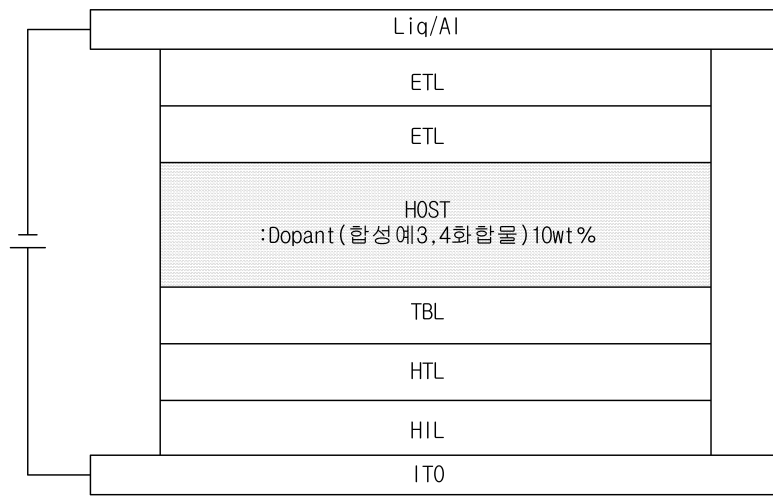 Liq/Al
ETL
ETL
HOST
:Dopant(합성예3,4화합물)10wt%
TBL
HTL
HIL
ITO